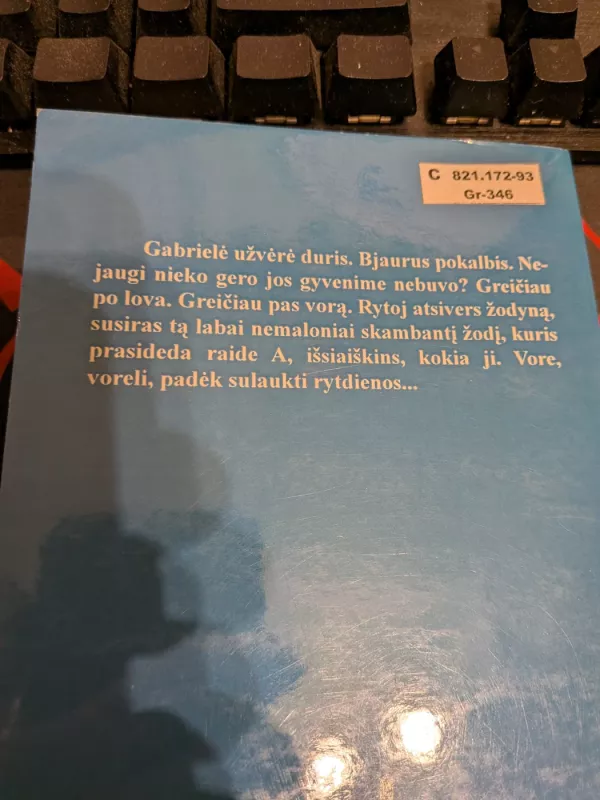 C 821.172-93
Gr-346
Gabrielė užvėrė duris. Bjaurus pokalbis. Ne-
jaugi nieko gero jos gyvenime nebuvo? Greičiau
po lova. Greičiau pas vorą. Rytoj atsivers žodyną,
susiras tą labai nemaloniai skambantį žodį, kuris
prasideda raide A, išsiaiškins, kokia ji. Vore,
voreli, padėk sulaukti rytdienos...